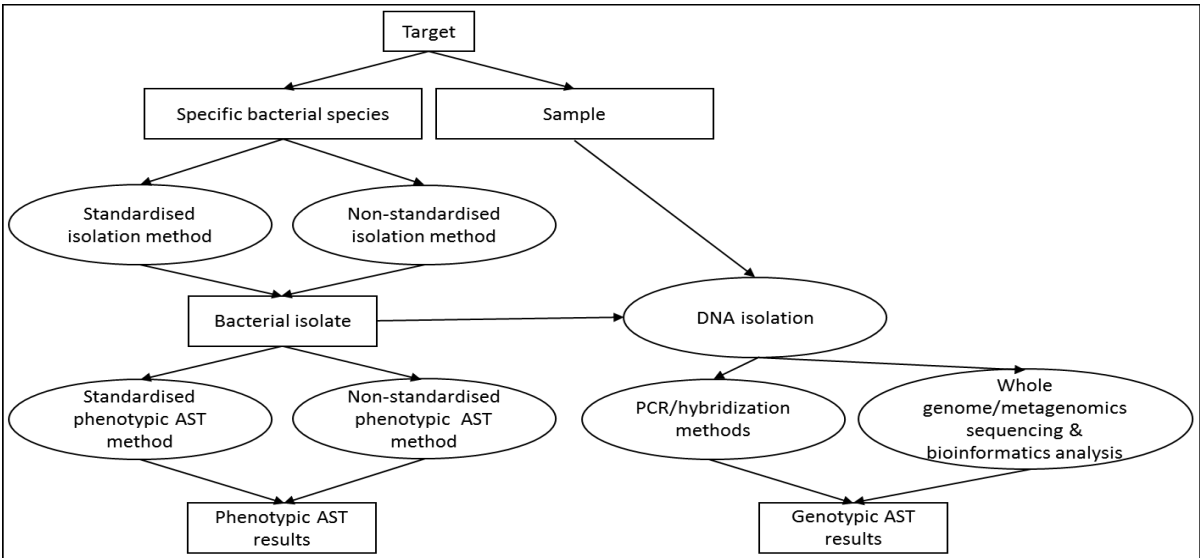 Target
Specific bacterial species
Sample
Standardised
isolation method
Non-standardised
isolation method
Bacterial isolate
DNA isolation
Standardised
phenotypic AST
method
Non-standardised
phenotypic AST
method
PCR/hybridization
methods
Whole
genome/metagenomics
sequencing &
bioinformatics analysis
Phenotypic AST
results
Genotypic AST
results